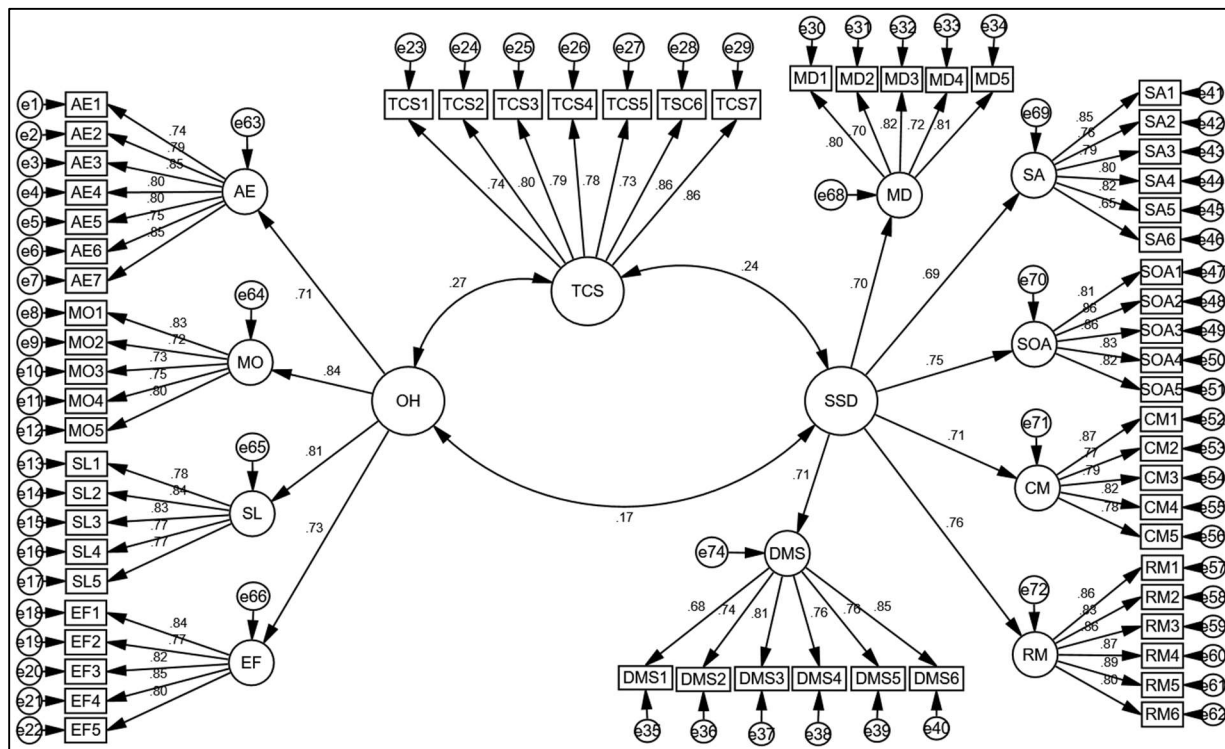 e23 e24 e25 e26 e27 e28 e29
TCS1 TCS2 TCS3 TCS4 TCS5 TSC6 TCS7
.74 .80 .79 .78 .73 .86 .86
TCS
e30 e31 e32 e33 e34
MD1 MD2 MD3 MD4 MD5
.80 .70 .82 .72 .81
e68 MD
e1 AE1 .74
e2 AE2 .79
e3 AE3 .85
e4 AE4 .80
e5 AE5 .80
e6 AE6 .75
e7 AE7 .85
e63
AE
.71
e8 MO1 .83
e9 MO2 .72
e10 MO3 .73
e11 MO4 .75
e12 MO5 .80
e64
MO
.84
e13 SL1 .78
e14 SL2 .84
e15 SL3 .83
e16 SL4 .77
e17 SL5 .77
e65
SL
.81
e18 EF1 .84
e19 EF2 .77
e20 EF3 .82
e21 EF4 .85
e22 EF5 .80
e66
EF
.73
OH
.27
.24
.17
SSD
.70
.69
.75
.71
.76
.71
e69
SA
.85 SA1 e41
.76 SA2 e42
.79 SA3 e43
.80 SA4 e44
.82 SA5 e45
.65 SA6 e46
e70
SOA
.81 SOA1 e47
.86 SOA2 e48
.86 SOA3 e49
.83 SOA4 e50
.82 SOA5 e51
e71
CM
.87 CM1 e52
.77 CM2 e53
.79 CM3 e54
.82 CM4 e55
.78 CM5 e56
e72
RM
.86 RM1 e57
.83 RM2 e58
.86 RM3 e59
.87 RM4 e60
.89 RM5 e61
.80 RM6 e62
e74 DMS
.68 .74 .81 .76 .76 .85
DMS1 DMS2 DMS3 DMS4 DMS5 DMS6
e35 e36 e37 e38 e39 e40